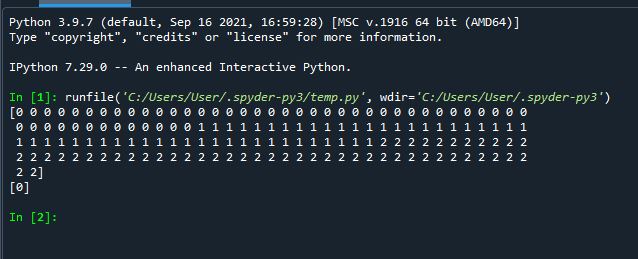 Python 3.9.7 (default, Sep 16 2021, 16:59:28) [MSC v.1916 64 bit (AMD64)]
Type "copyright", "credits" or "license" for more information.
IPython 7.29.0 -- An enhanced Interactive Python.
In [1]: runfile('C:/Users/User/.spyder-py3/temp.py', wdir='C:/Users/User/.spyder-py3')
[0 0 0 0 0 0 0 0 0 0 0 0 0 0 0 0 0 0 0 0 0 0 0 0 0 0 0 0 0 0 0 0 0 0 0 0 0
 0 0 0 0 0 0 0 0 0 0 0 0 0 1 1 1 1 1 1 1 1 1 1 1 1 1 1 1 1 1 1 1 1 1 1 1 1
 1 1 1 1 1 1 1 1 1 1 1 1 1 1 1 1 1 1 1 1 1 1 1 1 1 1 2 2 2 2 2 2 2 2 2 2 2
 2 2 2 2 2 2 2 2 2 2 2 2 2 2 2 2 2 2 2 2 2 2 2 2 2 2 2 2 2 2 2 2 2 2 2 2 2
 2 2]
[0]
In [2]: